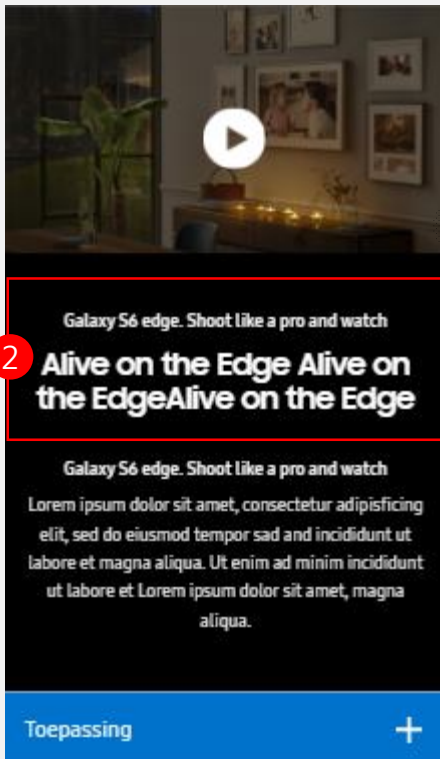 Galaxy S6 edge. Shoot like a pro and watch
2
Alive on the Edge Alive on
the EdgeAlive on the Edge
Galaxy S6 edge. Shoot like a pro and watch
Lorem ipsum dolor sit amet, consectetur adipisficing
elit, sed do eiusmod tempor sad and incididunt ut
labore et magna aliqua. Ut enim ad minim incididunt
ut labore et Lorem ipsum dolor sit amet, magna
aliqua.
Toepassing